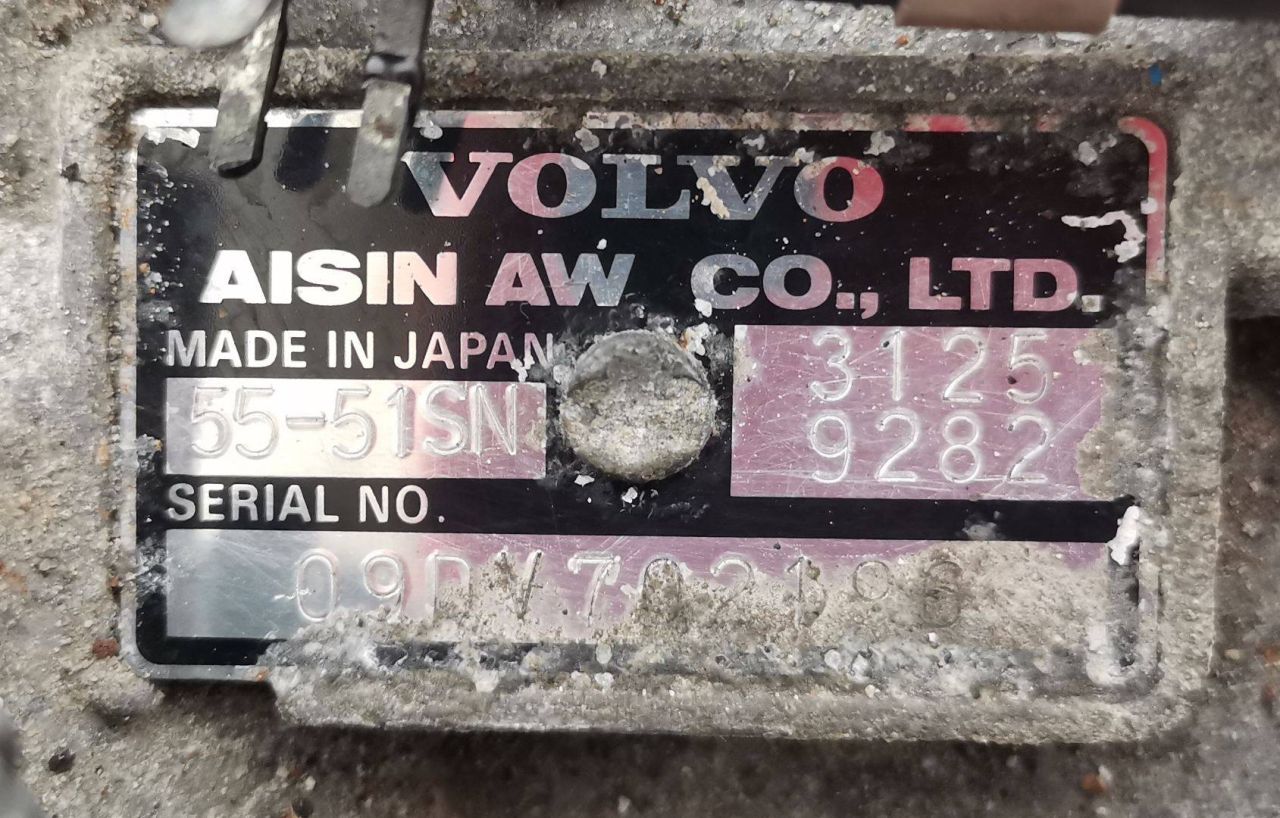 VOLVO
AISIN AW CO., LTD.
MADE IN JAPAN
55-51SN
3125
9282
SERIAL NO.